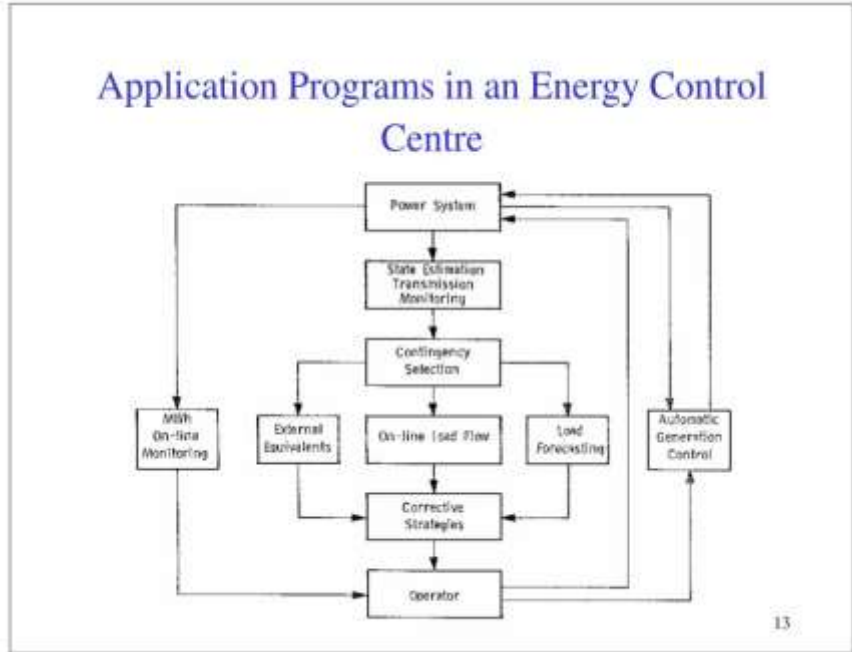 Application Programs in an Energy Control
Centre
Power System
State Estimation
Transmission
Monitoring
Contingency
Selection
MWh
On-line
Monitoring
External
Equivalents
On-line Load Flow
Load
Forecasting
Automatic
Generation
Control
Corrective
Strategies
Operator
13